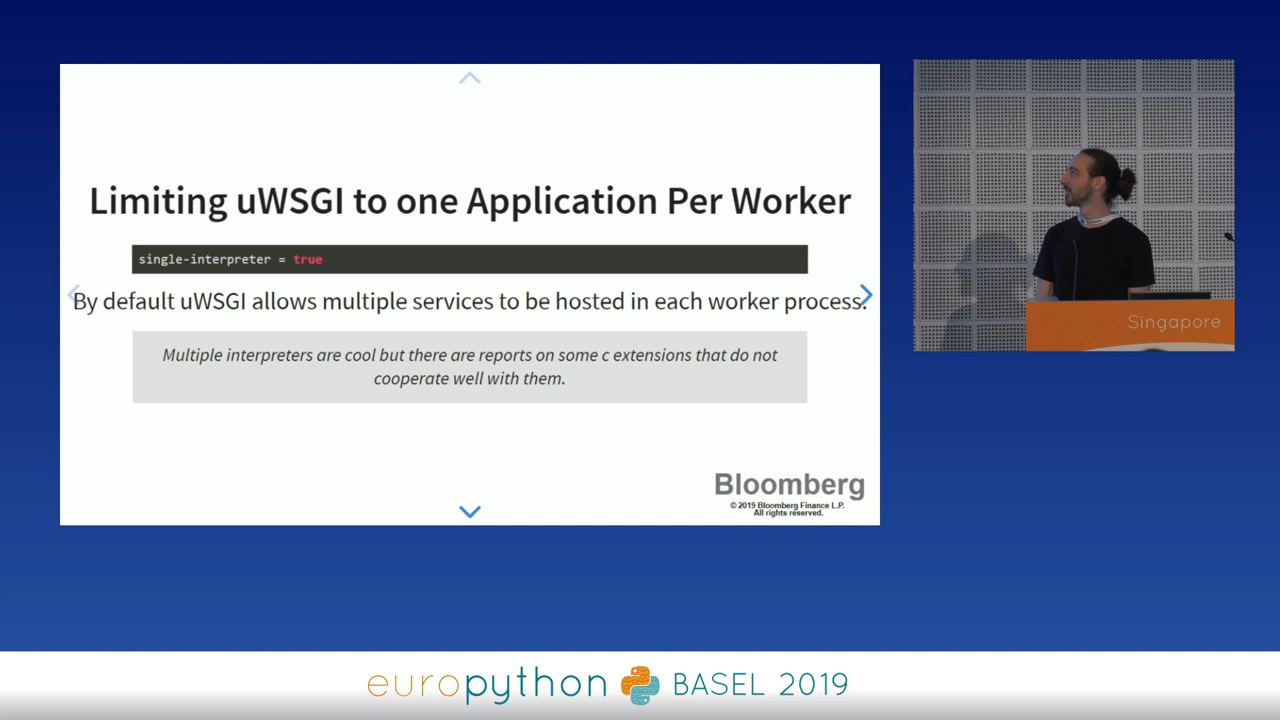 Limiting uWSGI to one Application Per Worker
single-interpreter = true
By default uWSGI allows multiple services to be hosted in each worker process.
Multiple interpreters are cool but there are reports on some c extensions that do not
cooperate well with them.
Bloomberg
© 2019 Bloomberg Finance L.P.
All rights reserved.
Singapore
europython BASEL 2019